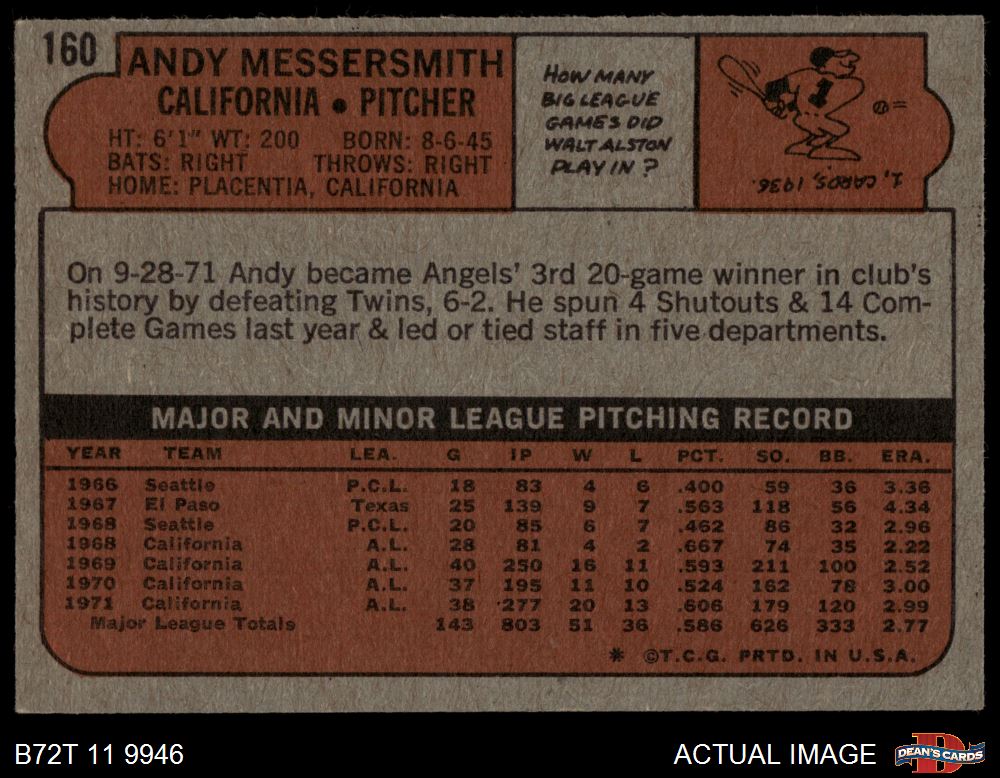 160
ANDY MESSERSMITH
CALIFORNIA • PITCHER
HT: 6'1" WT: 200 BORN: 8-6-45
BATS: RIGHT THROWS: RIGHT
HOME: PLACENTIA, CALIFORNIA
HOW MANY
BIG LEAGUE
GAMES DID
WALT ALSTON
PLAY IN ?
1
1, CARDS, 1936.
On 9-28-71 Andy became Angels' 3rd 20-game winner in club's
history by defeating Twins, 6-2. He spun 4 Shutouts & 14 Com-
plete Games last year & led or tied staff in five departments.
MAJOR AND MINOR LEAGUE PITCHING RECORD
YEAR TEAM LEA. G IP W L PCT. SO. BB. ERA.
1966 Seattle P.C.L. 18 83 4 6 .400 59 36 3.36
1967 El Paso Texas 25 139 9 7 .563 118 56 4.34
1968 Seattle P.C.L. 20 85 6 7 .462 86 32 2.96
1968 California A.L. 28 81 4 2 .667 74 35 2.22
1969 California A.L. 40 250 16 11 .593 211 100 2.52
1970 California A.L. 37 195 11 10 .524 162 78 3.00
1971 California A.L. 38 277 20 13 .606 179 120 2.99
Major League Totals 143 803 51 36 .586 626 333 2.77
* ©T.C.G. PRTD. IN U.S.A.
B72T 11 9946
ACTUAL IMAGE
DEAN'S CARDS